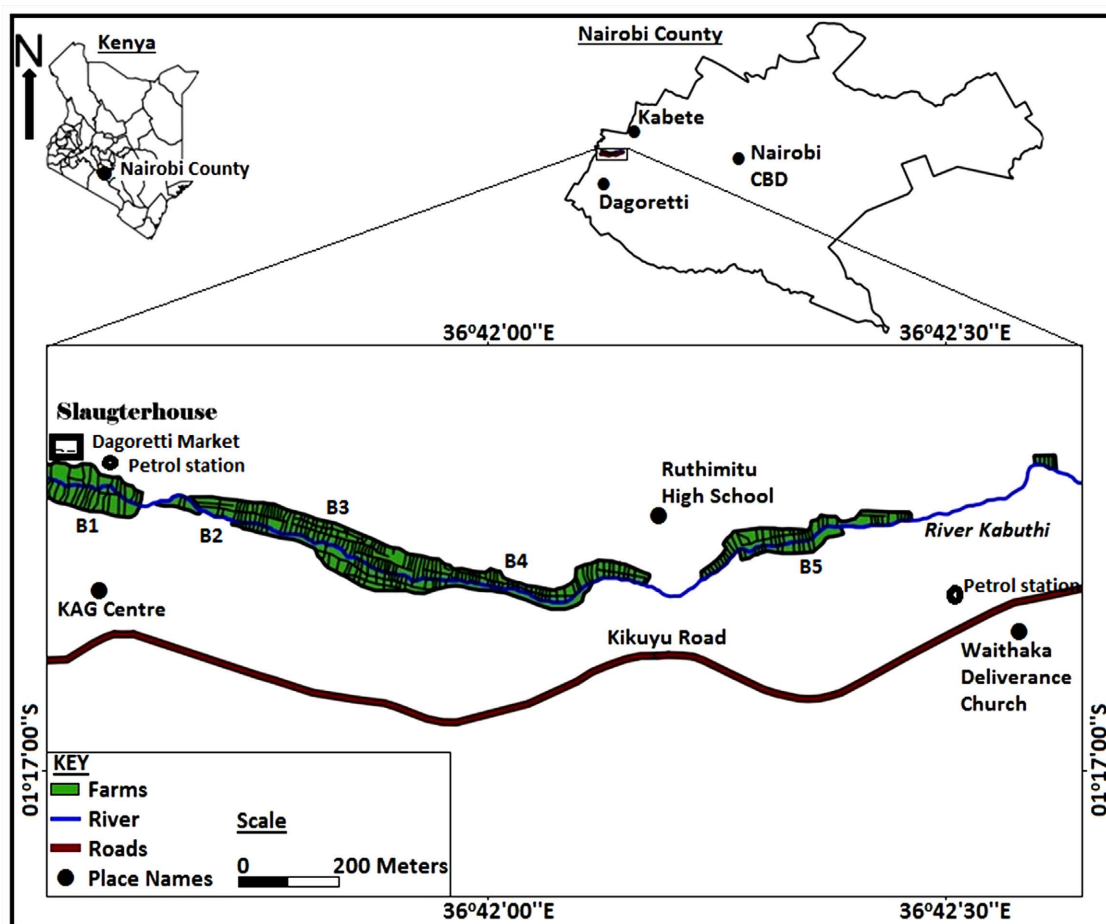 Kenya
N
Nairobi County
Nairobi County
Kabete
Nairobi
CBD
Dagoretti
36°42'00''E
36°42'30''E
Slaugterhouse
Dagoretti Market
Petrol station
B1
B2
B3
B4
B5
Ruthimitu
High School
River Kabuthi
Petrol station
KAG Centre
Kikuyu Road
Waithaka
Deliverance
Church
01°17'00''S
01°17'00''S
KEY
Farms
River
Roads
Place Names
Scale
0
200 Meters
36°42'00''E
36°42'30''E